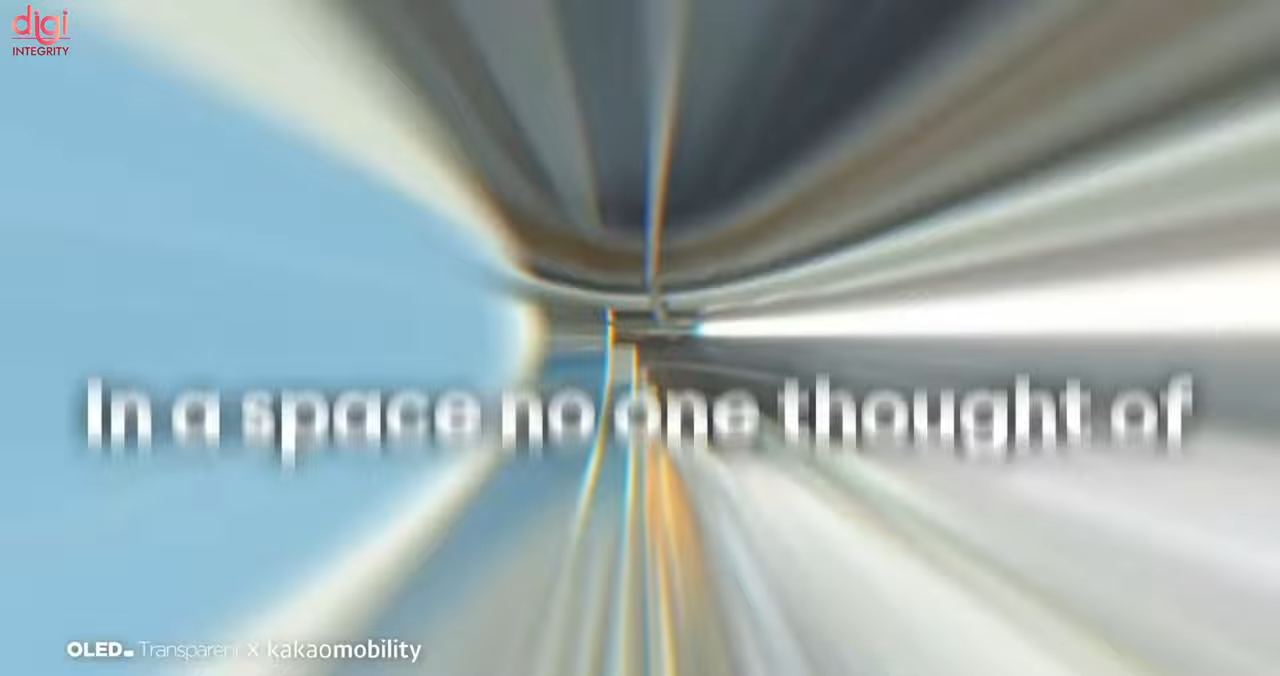 digi
INTEGRITY
In a space no one thought of
OLED Transparent x kakaomobility